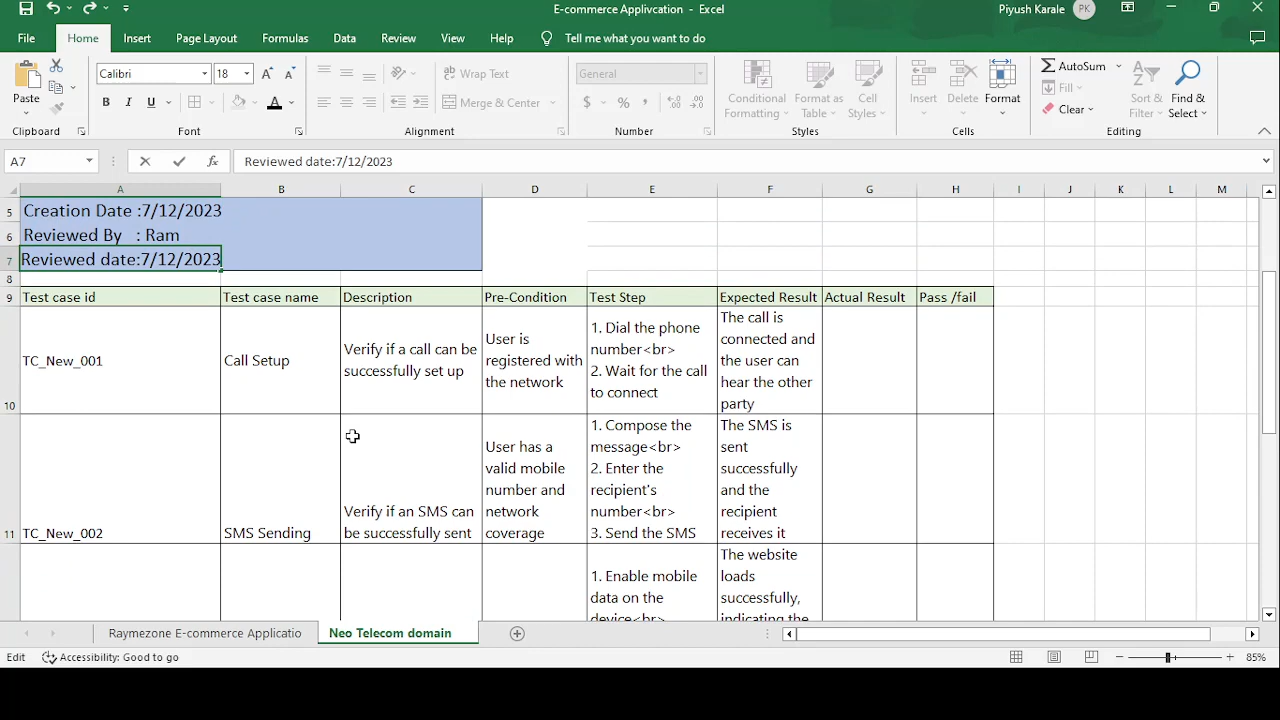 E-commerce Applivcation - Excel
Piyush Karale PK
File Home Insert Page Layout Formulas Data Review View Help Tell me what you want to do
Paste
Clipboard
Calibri 18 A A
B I U A
Font
Wrap Text
Merge & Center
Alignment
General
$ % ,
Number
Conditional
Formatting
Format as
Table
Cell
Styles
Styles
Insert Delete Format
Cells
AutoSum
Fill
Clear
Sort &
Filter
Find &
Select
Editing
A7 fx Reviewed date:7/12/2023
A B C D E F G H I J K L M
5 Creation Date :7/12/2023
6 Reviewed By : Ram
7 Reviewed date:7/12/2023
8
9 Test case id Test case name Description Pre-Condition Test Step Expected Result Actual Result Pass /fail
10
TC_New_001
Call Setup
Verify if a call can be
successfully set up
User is
registered with
the network
1. Dial the phone
number<br>
2. Wait for the call
to connect
The call is
connected and
the user can
hear the other
party
11
TC_New_002
SMS Sending
Verify if an SMS can
be successfully sent
User has a
valid mobile
number and
network
coverage
1. Compose the
message<br>
2. Enter the
recipient's
number<br>
3. Send the SMS
The SMS is
sent
successfully
and the
recipient
receives it
1. Enable mobile
data on the
device<br>
The website
loads
successfully,
indicating the
Raymezone E-commerce Applicatio Neo Telecom domain
Edit Accessibility: Good to go 85%